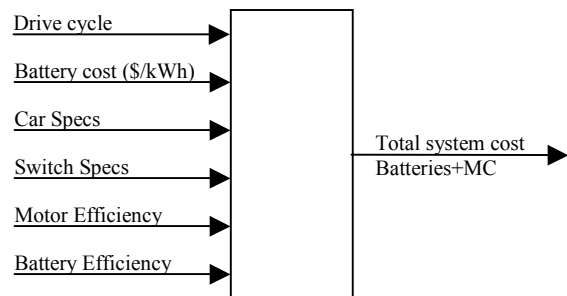 Drive cycle
Battery cost ($/kWh)
Car Specs
Switch Specs
Motor Efficiency
Battery Efficiency
Total system cost
Batteries+MC